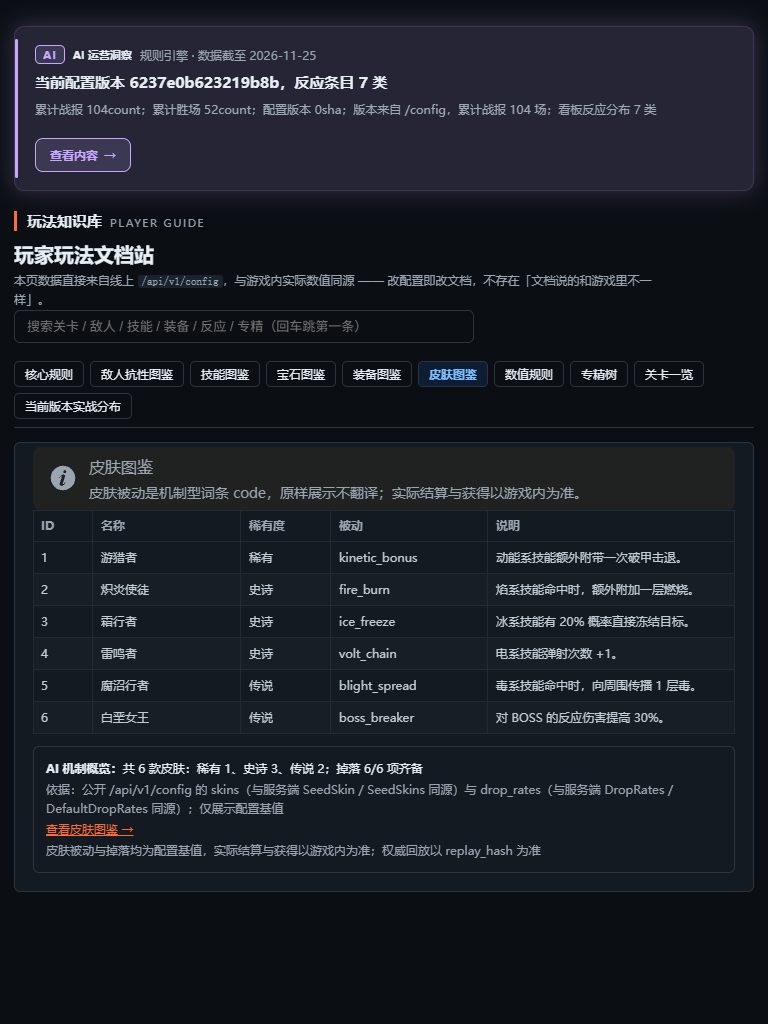 AI AI 运营洞察 规则引擎 · 数据截至 2026-11-25
当前配置版本 6237e0b623219b8b，反应条目 7 类
累计战报 104count；累计胜场 52count；配置版本 0sha；版本来自 /config，累计战报 104 场；看板反应分布 7 类
查看内容 →
玩法知识库 PLAYER GUIDE
玩家玩法文档站
本页数据直接来自线上 /api/v1/config，与游戏内实际数值同源 —— 改配置即改文档，不存在「文档说的和游戏里不一
样」。
搜索关卡 / 敌人 / 技能 / 装备 / 反应 / 专精（回车跳第一条）
核心规则 敌人抗性图鉴 技能图鉴 宝石图鉴 装备图鉴 皮肤图鉴 数值规则 专精树 关卡一览
当前版本实战分布
皮肤图鉴
皮肤被动是机制型词条 code，原样展示不翻译；实际结算与获得以游戏内为准。
ID 名称 稀有度 被动 说明
1 游猎者 稀有 kinetic_bonus 动能系技能额外附带一次破甲击退。
2 炽炎使徒 史诗 fire_burn 焰系技能命中时，额外附加一层燃烧。
3 霜行者 史诗 ice_freeze 冰系技能有 20% 概率直接冻结目标。
4 雷鸣者 史诗 volt_chain 电系技能弹射次数 +1。
5 腐沼行者 传说 blight_spread 毒系技能命中时，向周围传播 1 层毒。
6 白垩女王 传说 boss_breaker 对 BOSS 的反应伤害提高 30%。
AI 机制概览：共 6 款皮肤：稀有 1、史诗 3、传说 2；掉落 6/6 项齐备
依据：公开 /api/v1/config 的 skins（与服务端 SeedSkin / SeedSkins 同源）与 drop_rates（与服务端 DropRates /
DefaultDropRates 同源）；仅展示配置基值
查看皮肤图鉴 →
皮肤被动与掉落均为配置基值，实际结算与获得以游戏内为准；权威回放以 replay_hash 为准